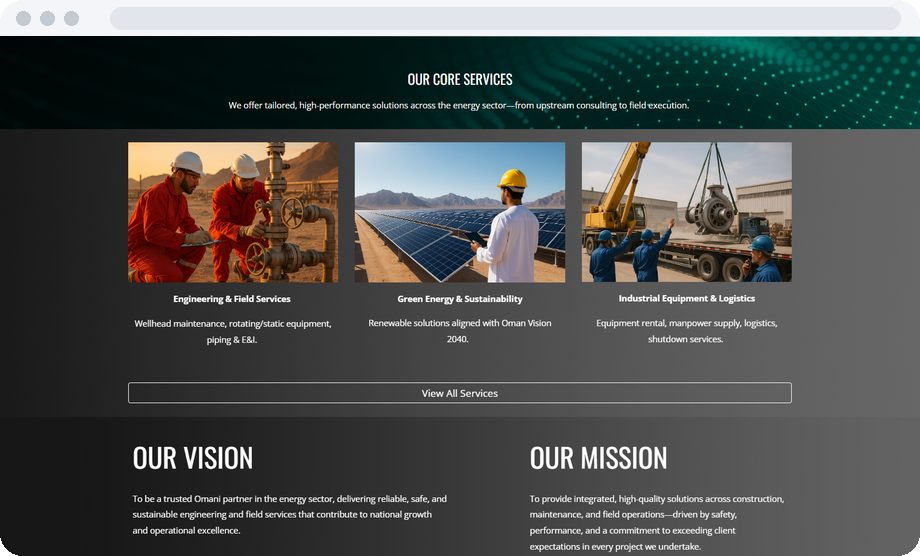 OUR CORE SERVICES
We offer tailored, high-performance solutions across the energy sector—from upstream consulting to field execution.
Engineering & Field Services
Wellhead maintenance, rotating/static equipment,
piping & E&I.
Green Energy & Sustainability
Renewable solutions aligned with Oman Vision
2040.
Industrial Equipment & Logistics
Equipment rental, manpower supply, logistics,
shutdown services.
View All Services
OUR VISION
To be a trusted Omani partner in the energy sector, delivering reliable, safe, and
sustainable engineering and field services that contribute to national growth
and operational excellence.
OUR MISSION
To provide integrated, high-quality solutions across construction,
maintenance, and field operations—driven by safety,
performance, and a commitment to exceeding client
expectations in every project we undertake.